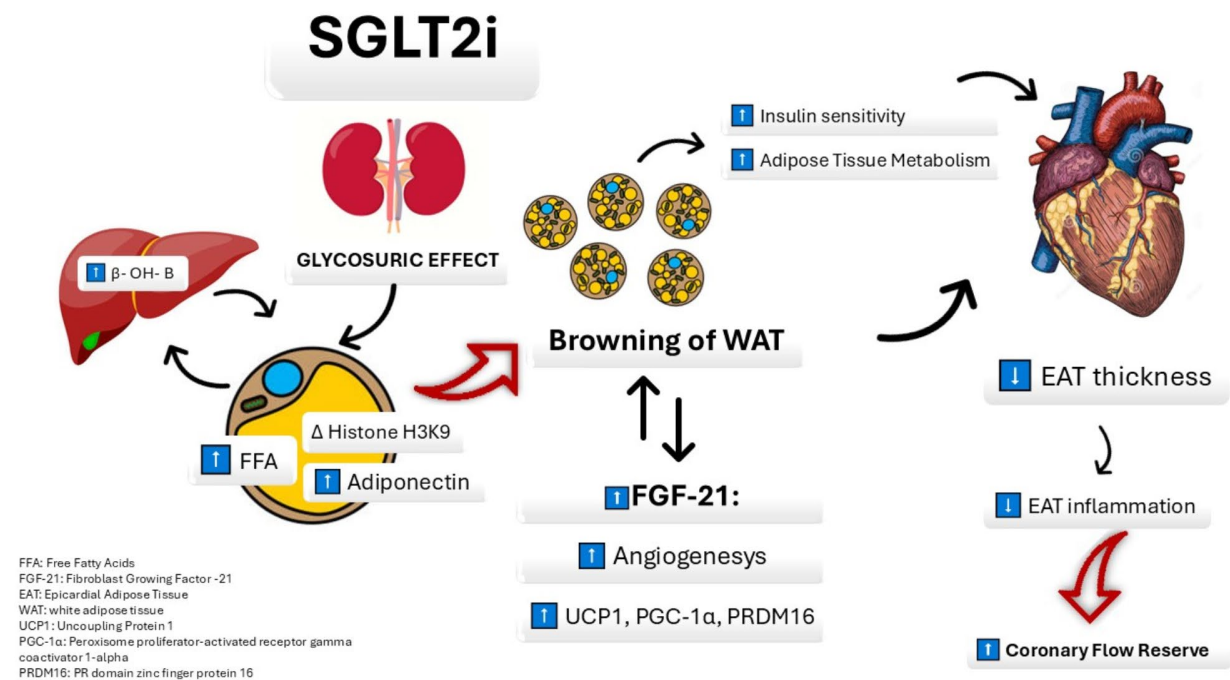 SGLT2i
↑ Insulin sensitivity
↑ Adipose Tissue Metabolism
GLYCOSURIC EFFECT
↑ β- OH- B
Browning of WAT
↓ EAT thickness
Δ Histone H3K9
↑ FFA
↑ Adiponectin
↑ FGF-21:
↓ EAT inflammation
↑ Angiogenesys
↑ UCP1, PGC-1α, PRDM16
↑ Coronary Flow Reserve
FFA: Free Fatty Acids
FGF-21: Fibroblast Growing Factor -21
EAT: Epicardial Adipose Tissue
WAT: white adipose tissue
UCP1: Uncoupling Protein 1
PGC-1α: Peroxisome proliferator-activated receptor gamma
coactivator 1-alpha
PRDM16: PR domain zinc finger protein 16